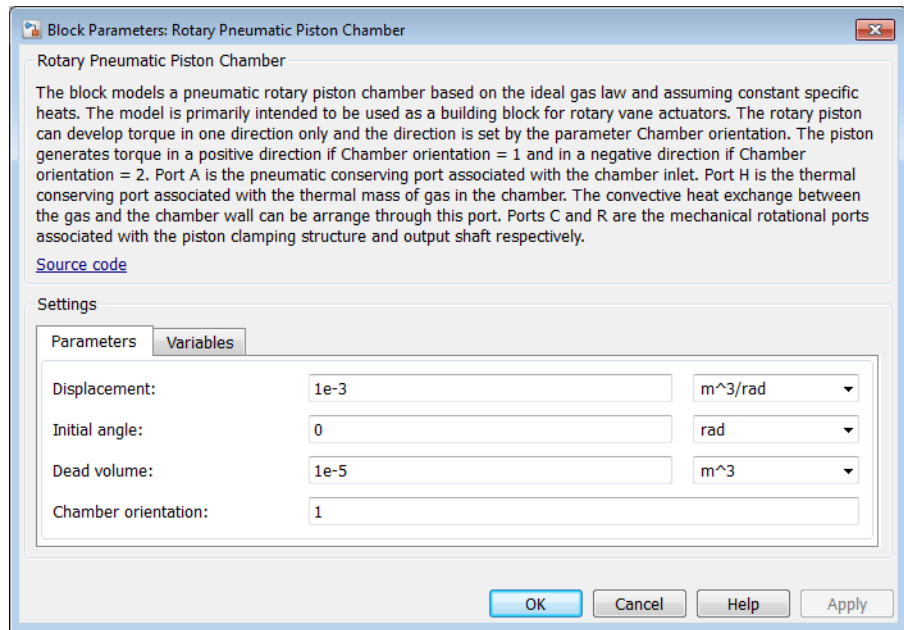 Block Parameters: Rotary Pneumatic Piston Chamber
Rotary Pneumatic Piston Chamber
The block models a pneumatic rotary piston chamber based on the ideal gas law and assuming constant specific
heats. The model is primarily intended to be used as a building block for rotary vane actuators. The rotary piston
can develop torque in one direction only and the direction is set by the parameter Chamber orientation. The piston
generates torque in a positive direction if Chamber orientation = 1 and in a negative direction if Chamber
orientation = 2. Port A is the pneumatic conserving port associated with the chamber inlet. Port H is the thermal
conserving port associated with the thermal mass of gas in the chamber. The convective heat exchange between
the gas and the chamber wall can be arrange through this port. Ports C and R are the mechanical rotational ports
associated with the piston clamping structure and output shaft respectively.
Source code
Settings
Parameters Variables
Displacement: 1e-3 m^3/rad
Initial angle: 0 rad
Dead volume: 1e-5 m^3
Chamber orientation: 1
OK Cancel Help Apply